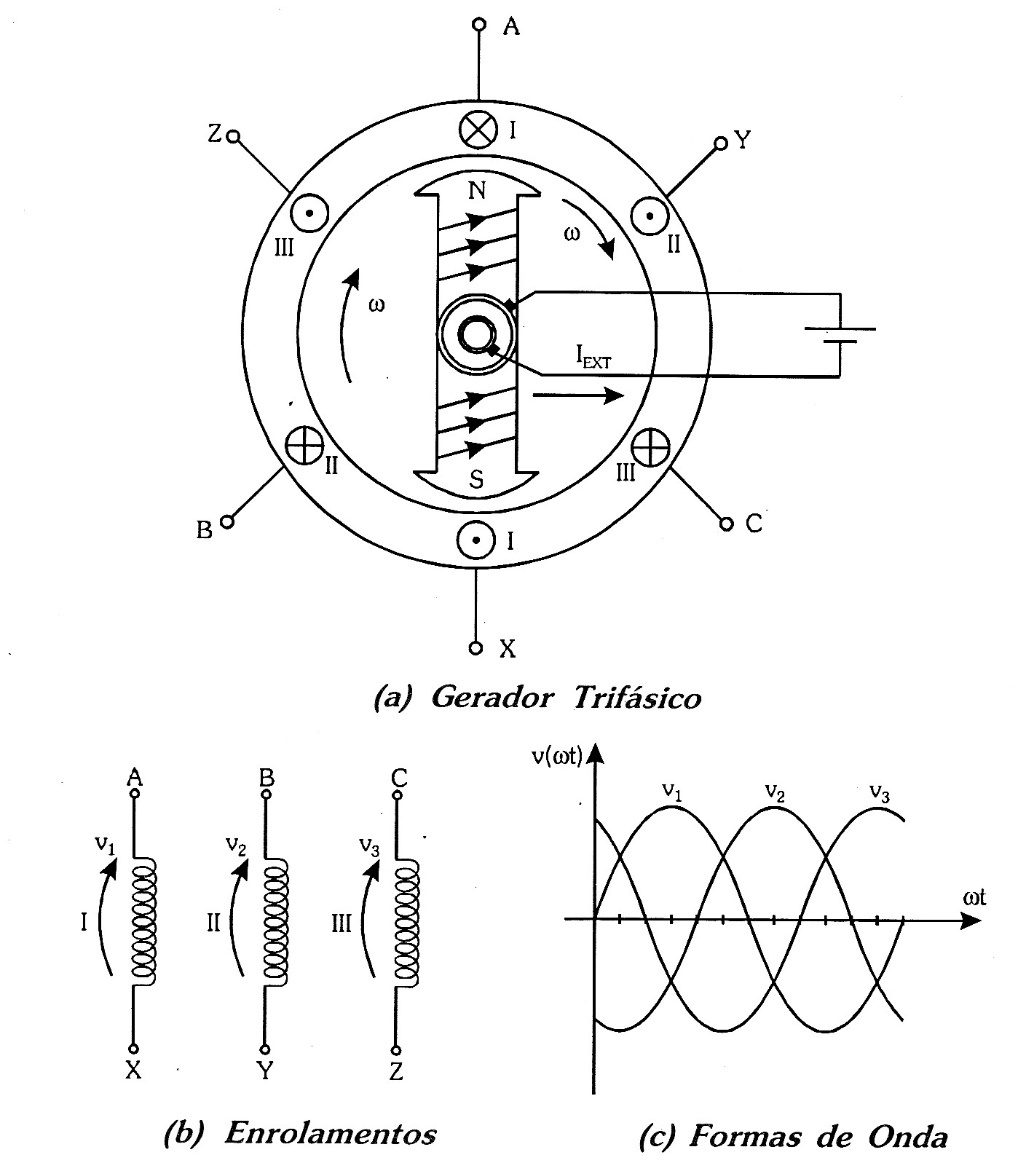 A
I
Z
Y
N
III
II
ω
ω
I_EXT
II
III
S
B
C
I
X
(a) Gerador Trifásico
A B C
v₁ v₂ v₃
I II III
X Y Z
(b) Enrolamentos
v(ωt)
v₁ v₂ v₃
ωt
(c) Formas de Onda